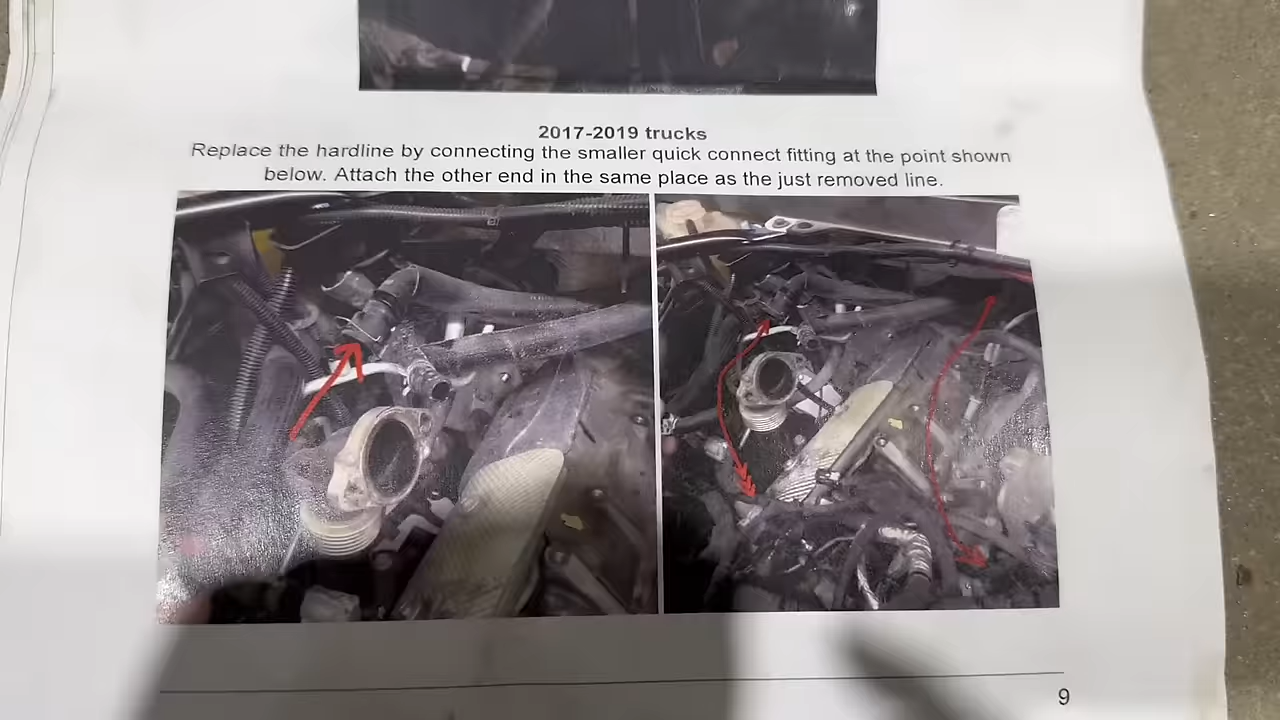 2017-2019 trucks
Replace the hardline by connecting the smaller quick connect fitting at the point shown
below. Attach the other end in the same place as the just removed line.
9